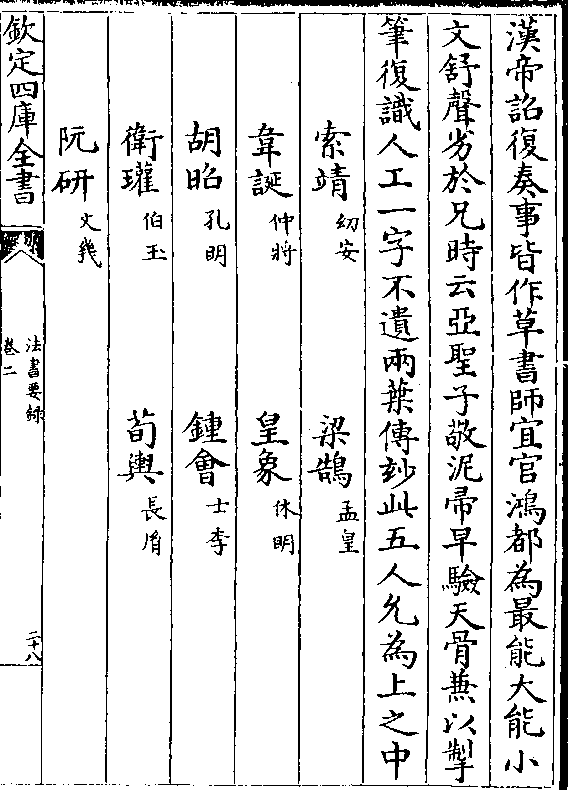 漢帝詔復奏事皆作草書師宜官鴻都為最能大能小
文舒聲劣於兄時云亞聖子敬泥帚早驗天骨蕪以掣
筆復識人工一字不遺兩葉傳玅此五人允為上之中
索靖幼安 梁鵠孟皇
韋誕仲將 皇象休明
胡昭孔明 鍾會士季
衛瓘伯玉 荀輿長𦙍
阮研文幾
欽定四庫全書
法書要録
卷二
二十八